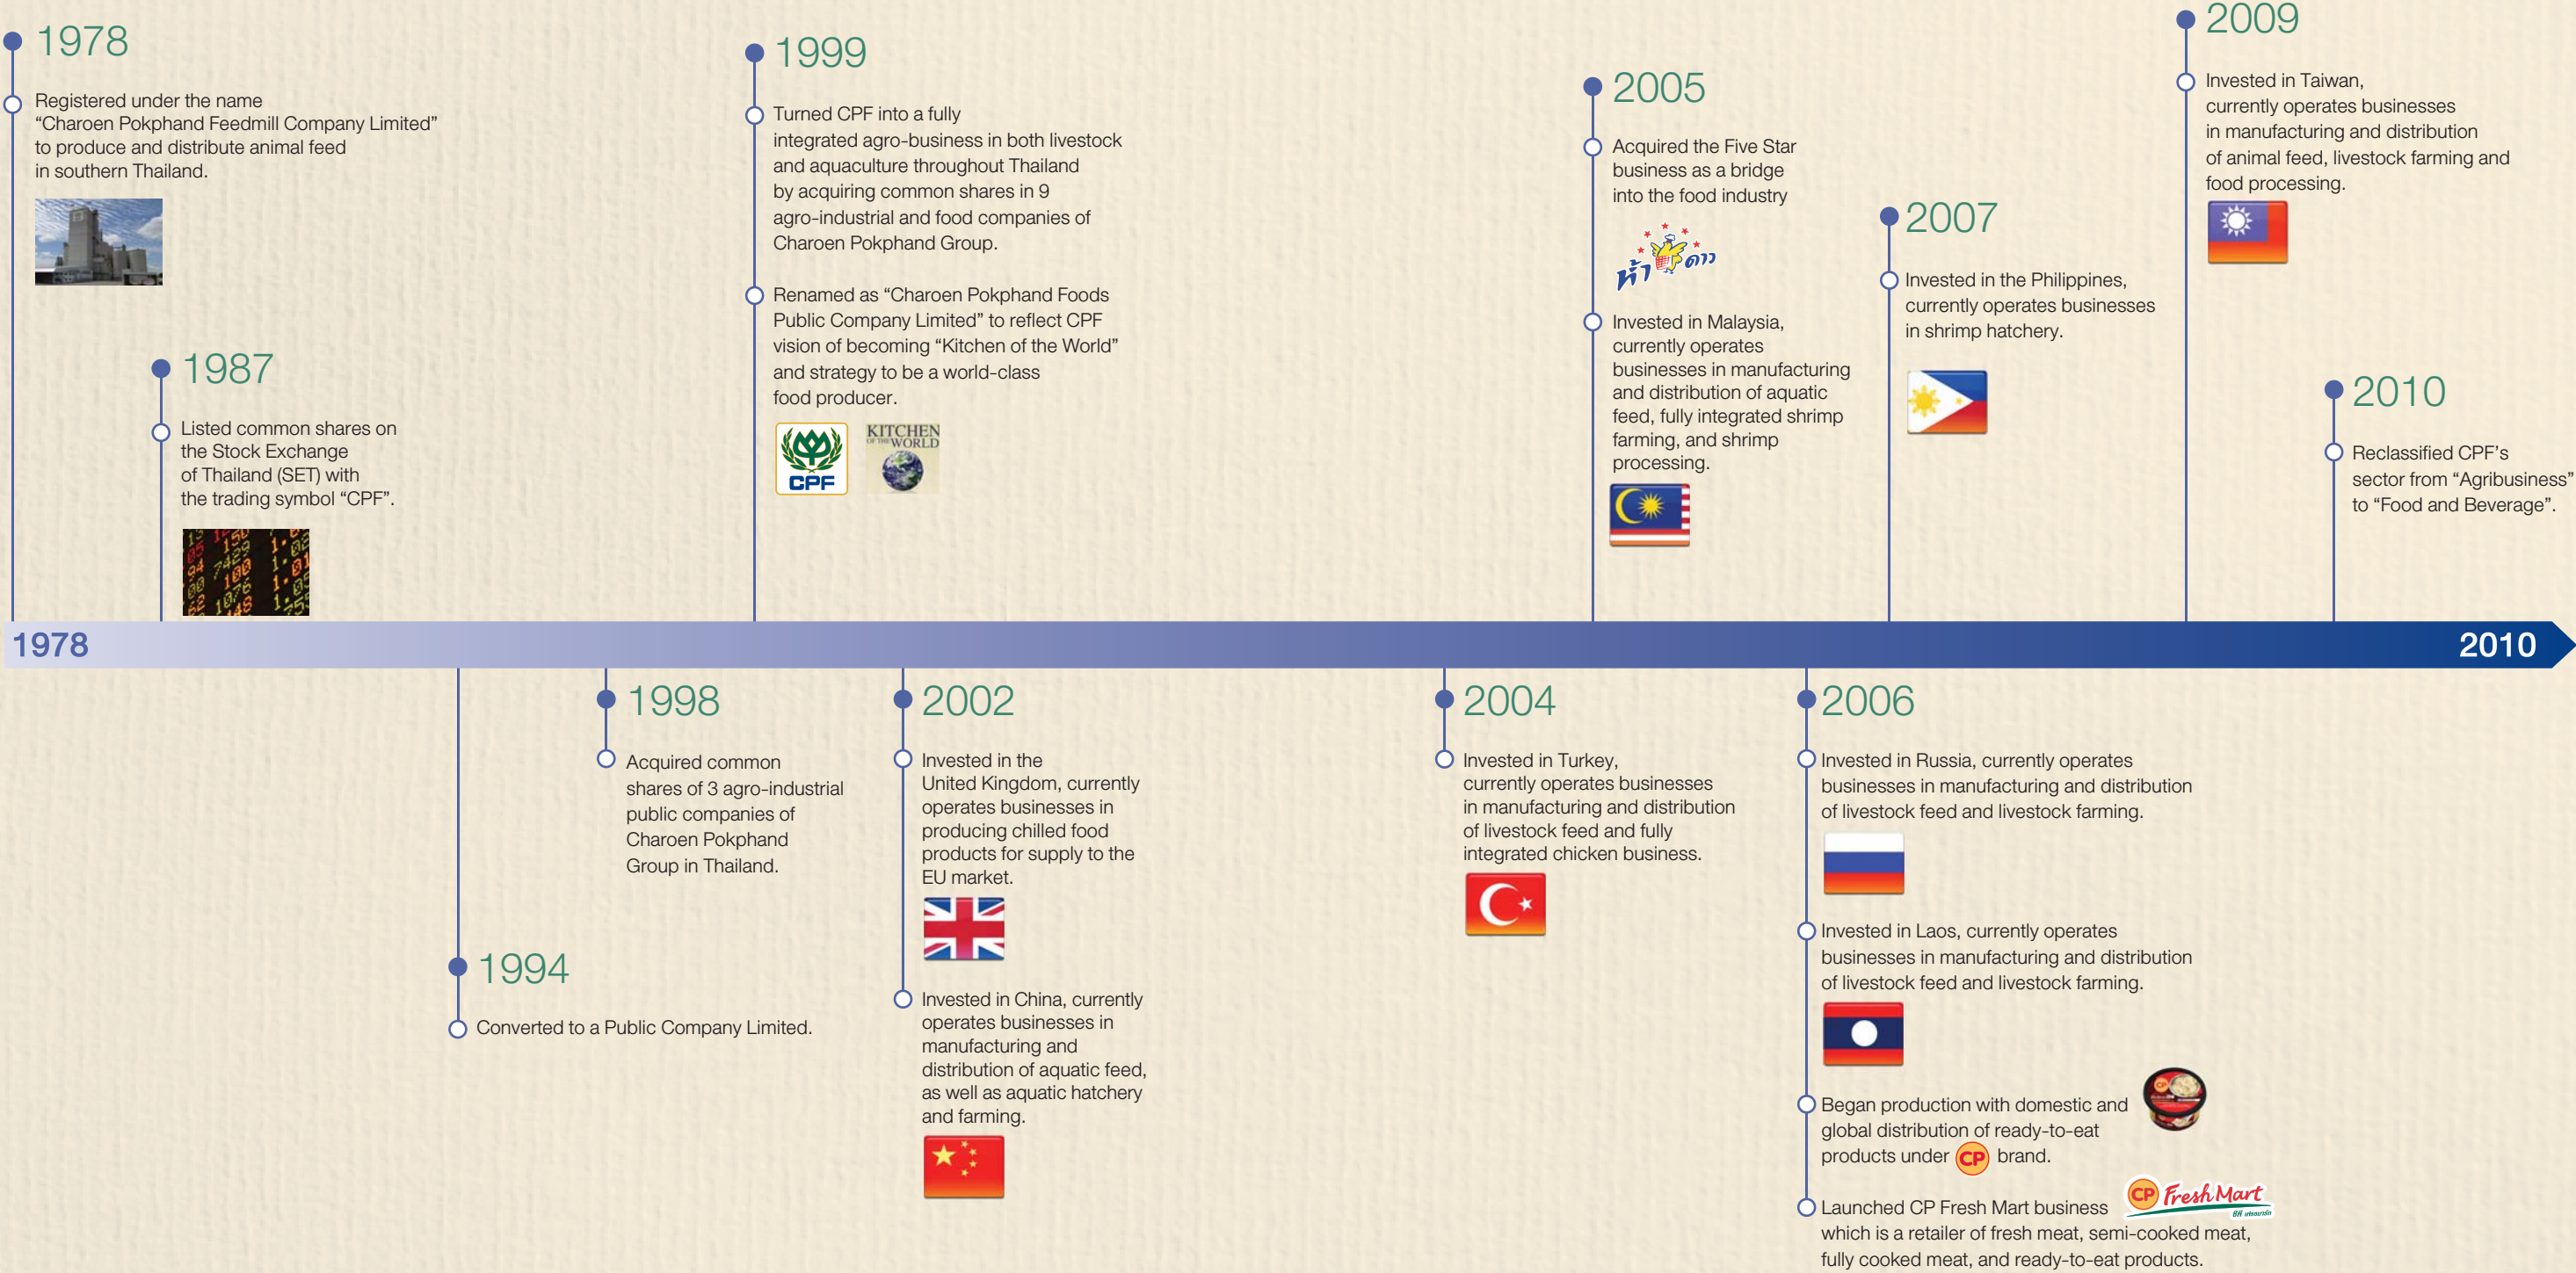 1978
Registered under the name
“Charoen Pokphand Feedmill Company Limited”
to produce and distribute animal feed
in southern Thailand.
1987
Listed common shares on
the Stock Exchange
of Thailand (SET) with
the trading symbol “CPF”.
1999
Turned CPF into a fully
integrated agro-business in both livestock
and aquaculture throughout Thailand
by acquiring common shares in 9
agro-industrial and food companies of
Charoen Pokphand Group.
Renamed as “Charoen Pokphand Foods
Public Company Limited” to reflect CPF
vision of becoming “Kitchen of the World”
and strategy to be a world-class
food producer.
CPF
KITCHEN
OF THE WORLD
2005
Acquired the Five Star
business as a bridge
into the food industry
ห้าดาว
Invested in Malaysia,
currently operates
businesses in manufacturing
and distribution of aquatic
feed, fully integrated shrimp
farming, and shrimp
processing.
2007
Invested in the Philippines,
currently operates businesses
in shrimp hatchery.
2009
Invested in Taiwan,
currently operates businesses
in manufacturing and distribution
of animal feed, livestock farming and
food processing.
2010
Reclassified CPF’s
sector from “Agribusiness”
to “Food and Beverage”.
1978
2010
1994
Converted to a Public Company Limited.
1998
Acquired common
shares of 3 agro-industrial
public companies of
Charoen Pokphand
Group in Thailand.
2002
Invested in the
United Kingdom, currently
operates businesses in
producing chilled food
products for supply to the
EU market.
Invested in China, currently
operates businesses in
manufacturing and
distribution of aquatic feed,
as well as aquatic hatchery
and farming.
2004
Invested in Turkey,
currently operates businesses
in manufacturing and distribution
of livestock feed and fully
integrated chicken business.
2006
Invested in Russia, currently operates
businesses in manufacturing and distribution
of livestock feed and livestock farming.
Invested in Laos, currently operates
businesses in manufacturing and distribution
of livestock feed and livestock farming.
Began production with domestic and
global distribution of ready-to-eat
products under CP brand.
CP
Launched CP Fresh Mart business
CP Fresh Mart
which is a retailer of fresh meat, semi-cooked meat,
fully cooked meat, and ready-to-eat products.